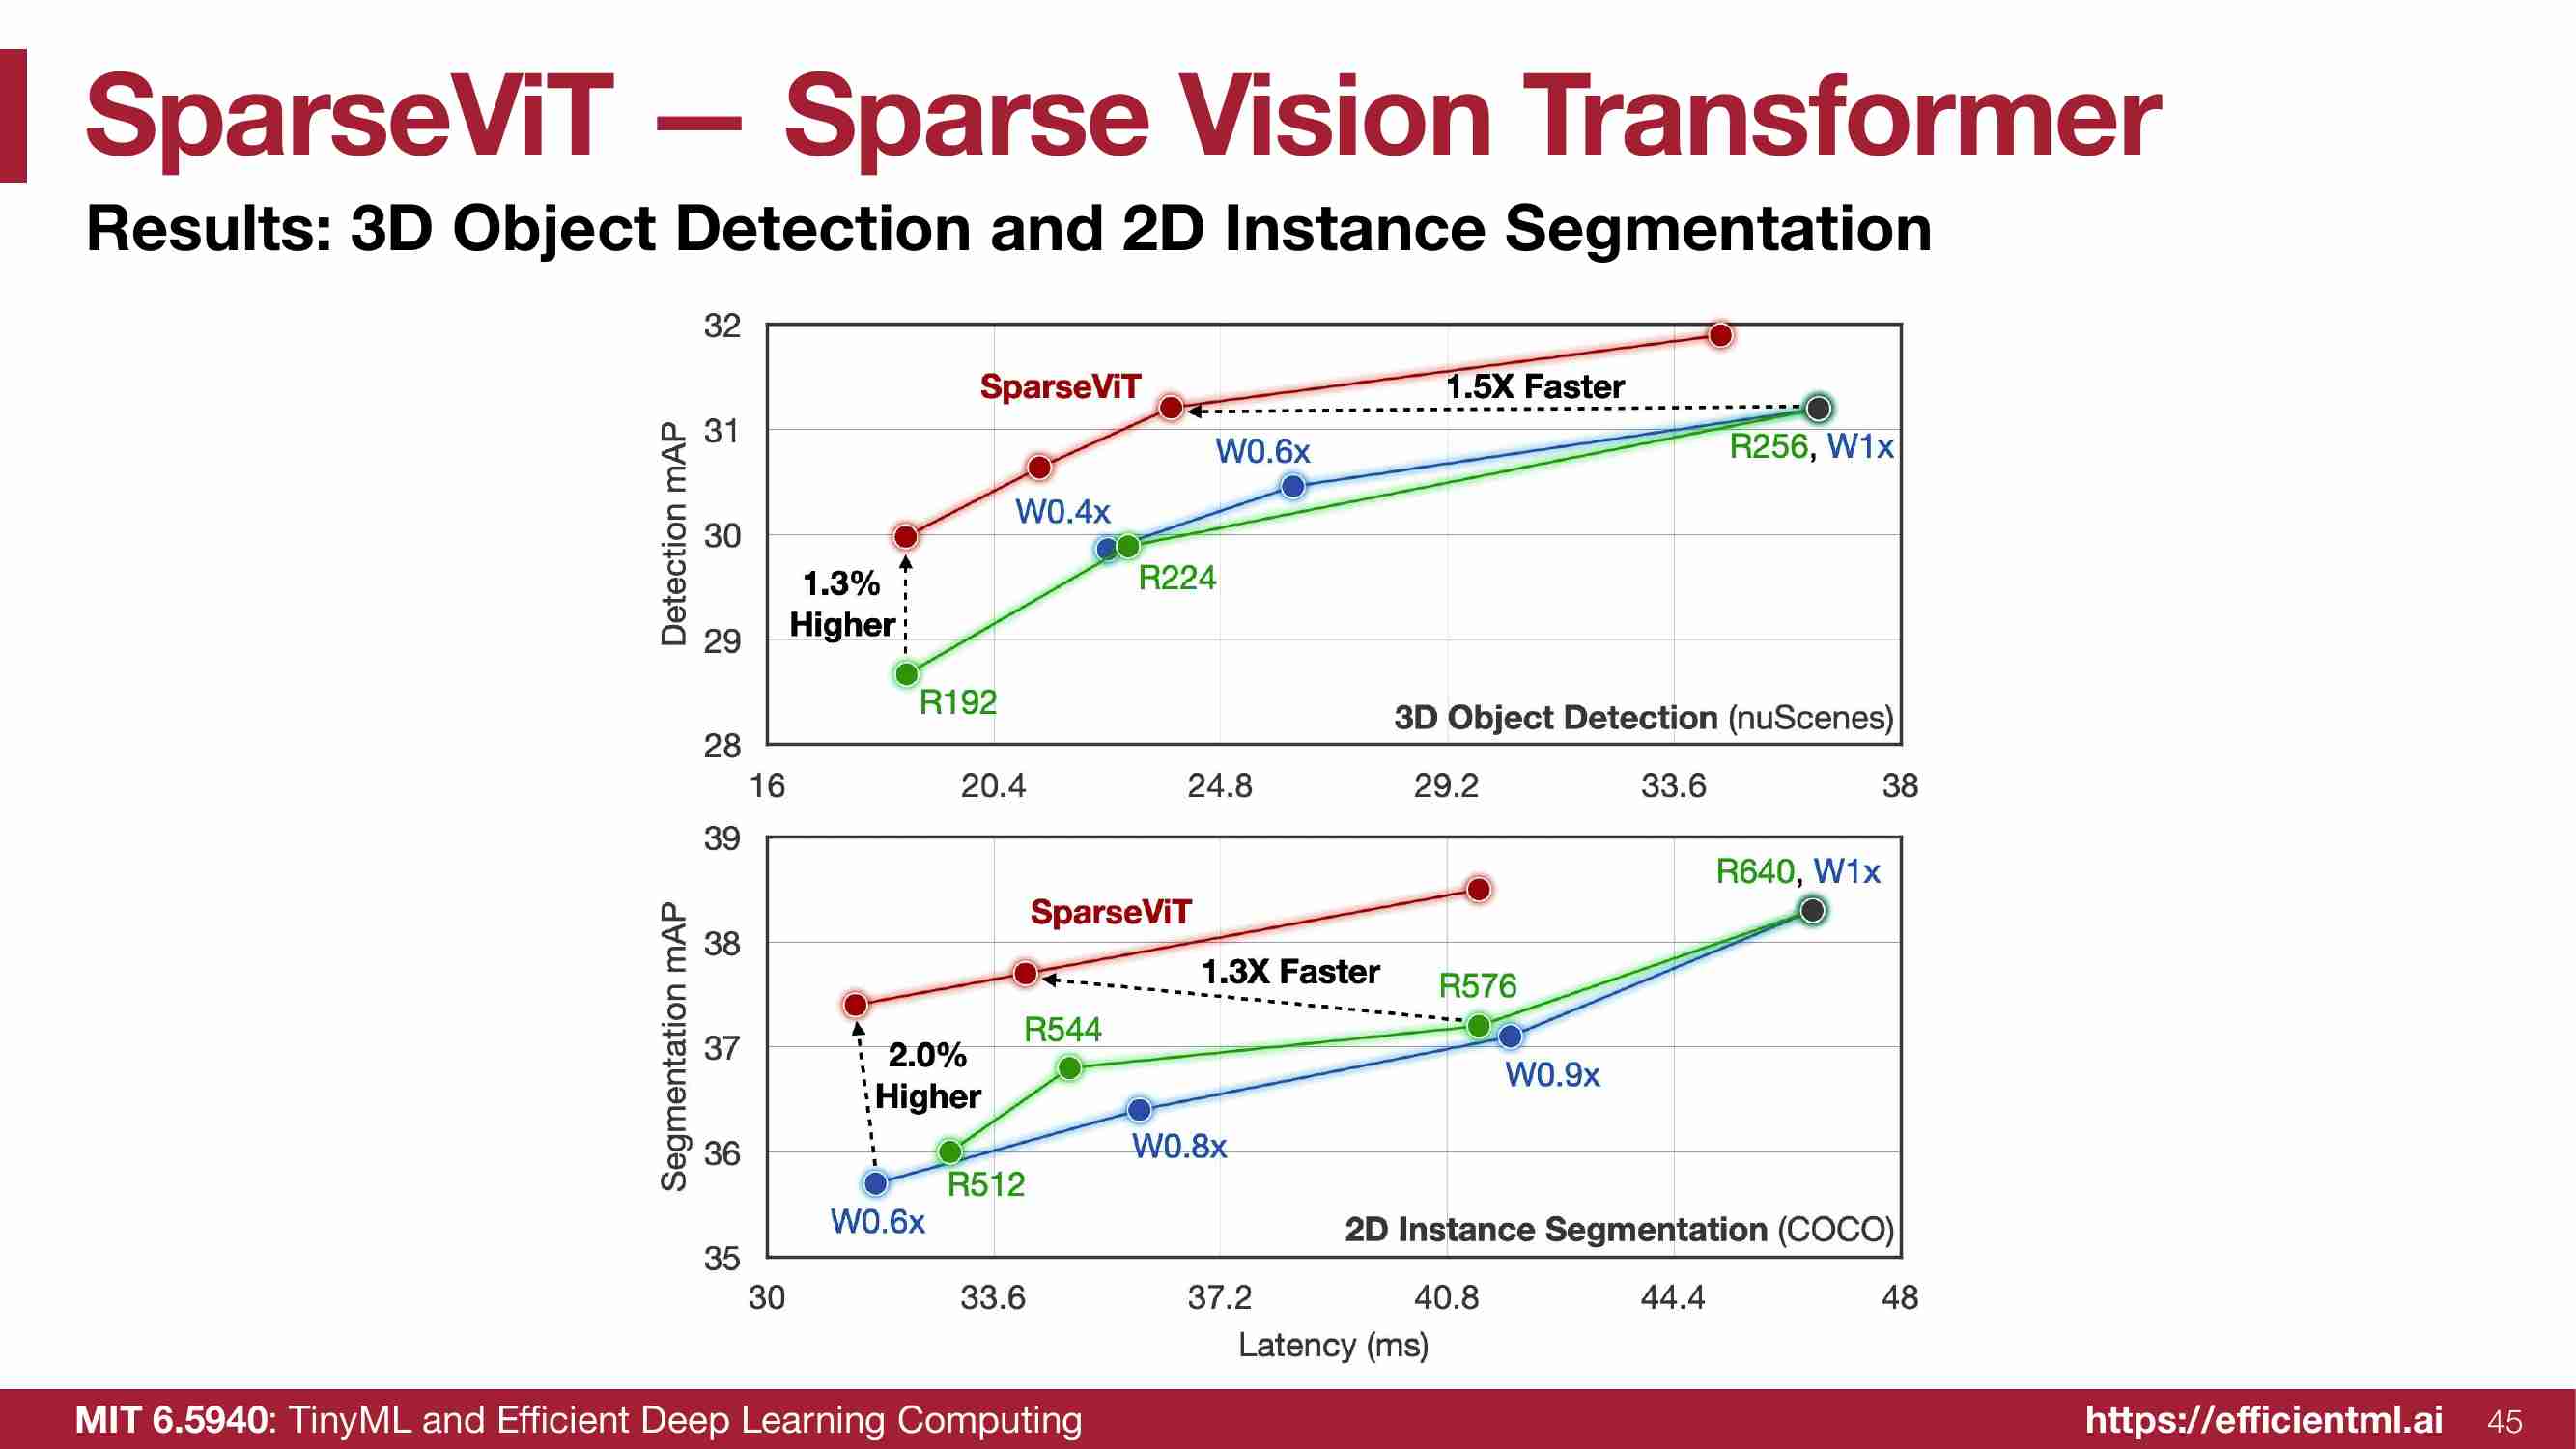 SparseViT — Sparse Vision Transformer
Results: 3D Object Detection and 2D Instance Segmentation
Detection mAP
32
31
30
29
28
SparseViT
1.5X Faster
W0.6x
R256, W1x
W0.4x
R224
1.3%
Higher
R192
3D Object Detection (nuScenes)
16 20.4 24.8 29.2 33.6 38
Segmentation mAP
39
38
37
36
35
R640, W1x
SparseViT
1.3X Faster
R576
R544
2.0%
Higher
W0.9x
W0.8x
R512
W0.6x
2D Instance Segmentation (COCO)
30 33.6 37.2 40.8 44.4 48
Latency (ms)
MIT 6.5940: TinyML and Efficient Deep Learning Computing
https://efficientml.ai 45